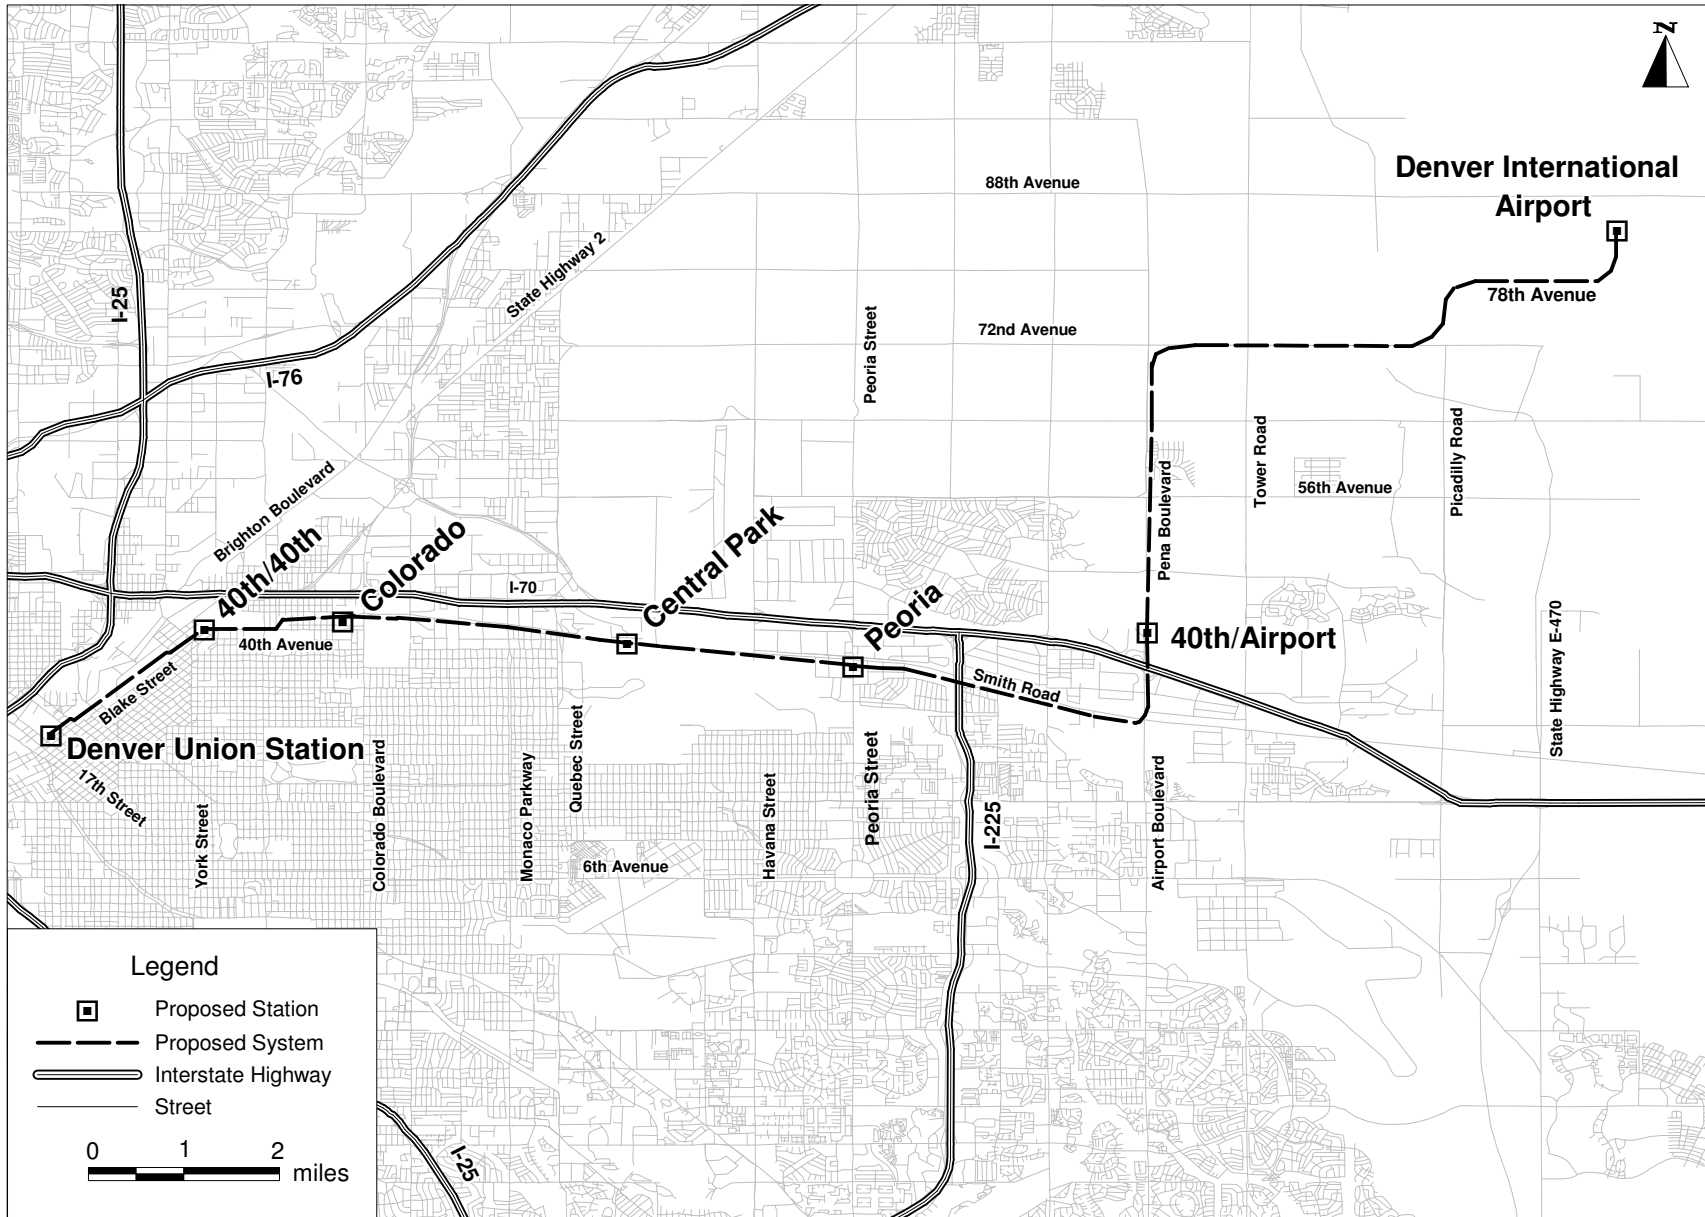 N
Denver International
Airport
88th Avenue
State Highway 2
I-25
78th Avenue
72nd Avenue
Peoria Street
I-76
Tower Road
Picadilly Road
Pena Boulevard
56th Avenue
Brighton Boulevard
40th/40th
Colorado
Central Park
I-70
Peoria
40th/Airport
40th Avenue
Blake Street
Smith Road
State Highway E-470
Denver Union Station
17th Street
York Street
Colorado Boulevard
Monaco Parkway
Quebec Street
6th Avenue
Havana Street
Peoria Street
I-225
Airport Boulevard
Legend
Proposed Station
Proposed System
Interstate Highway
Street
0 1 2
miles
I-25